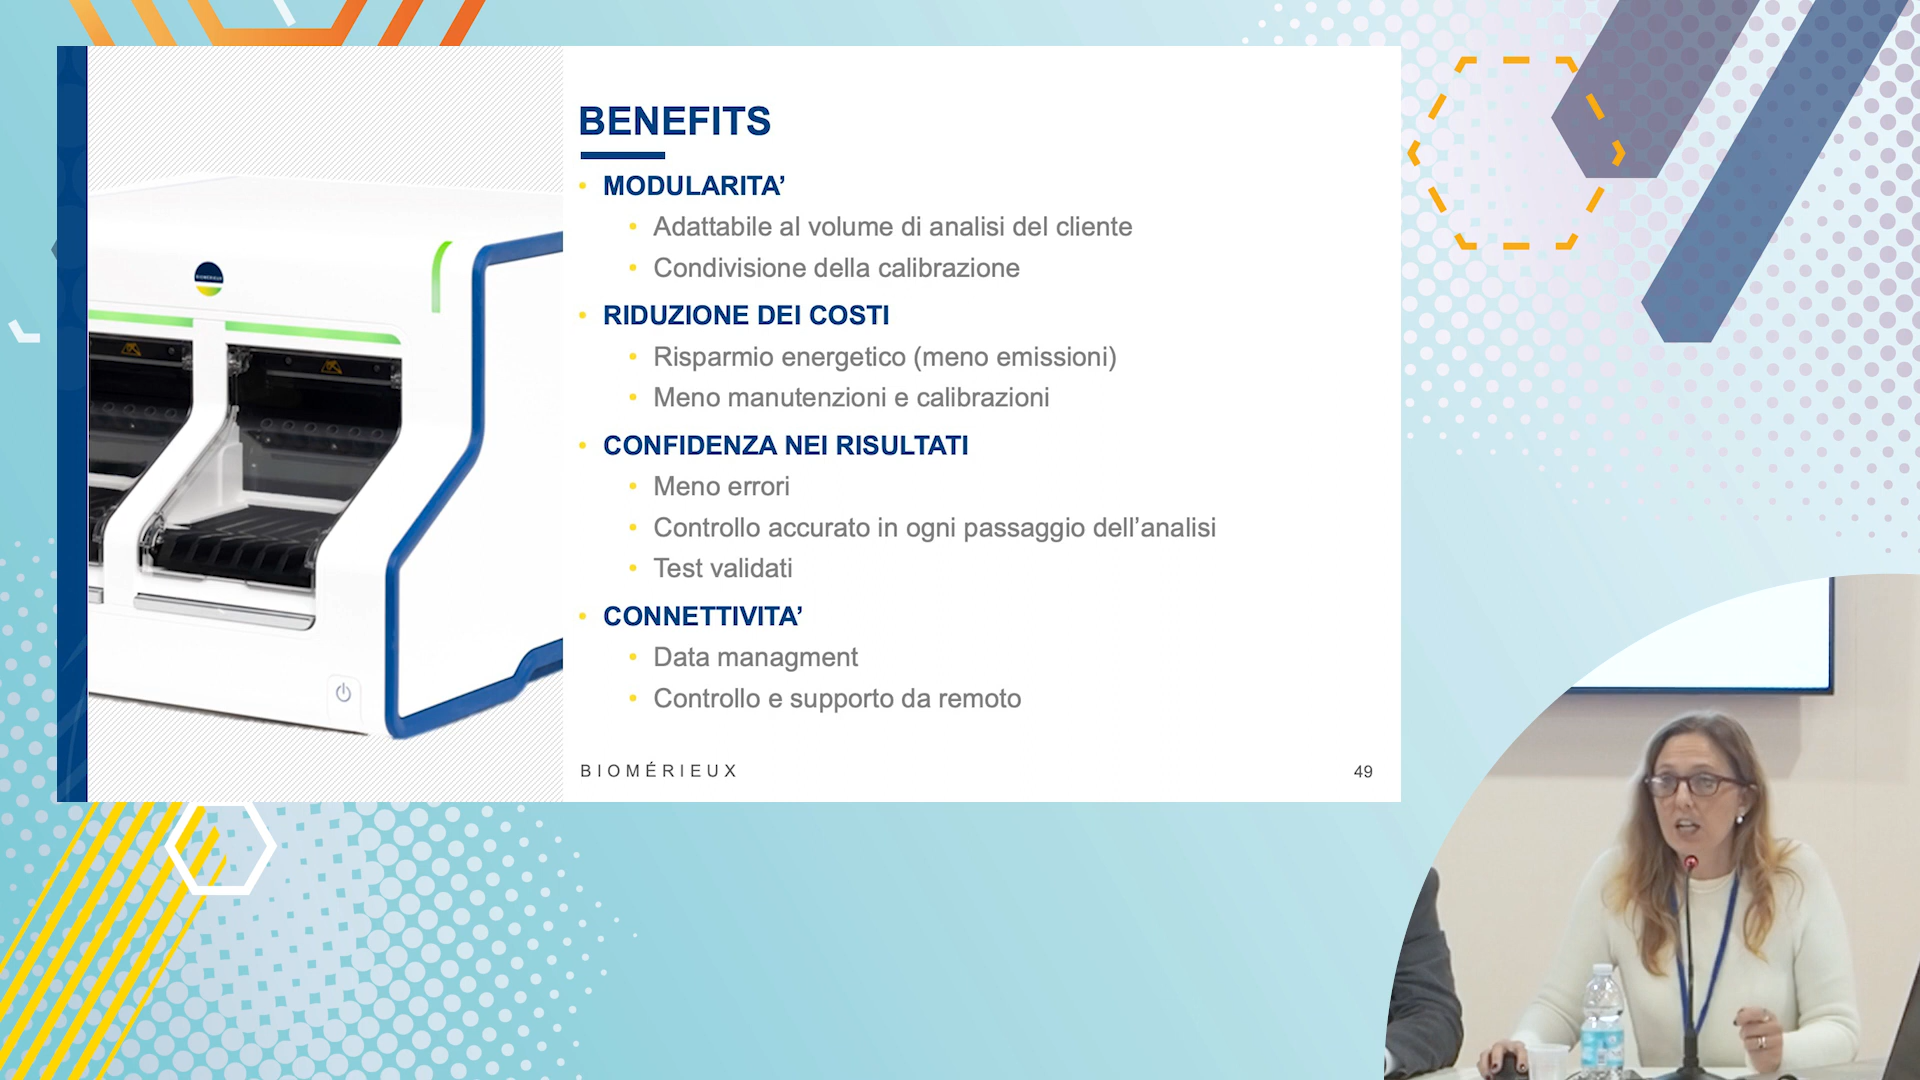 BENEFITS
• MODULARITA’
• Adattabile al volume di analisi del cliente
• Condivisione della calibrazione
• RIDUZIONE DEI COSTI
• Risparmio energetico (meno emissioni)
• Meno manutenzioni e calibrazioni
• CONFIDENZA NEI RISULTATI
• Meno errori
• Controllo accurato in ogni passaggio dell’analisi
• Test validati
• CONNETTIVITA’
• Data managment
• Controllo e supporto da remoto
BIOMÉRIEUX
49